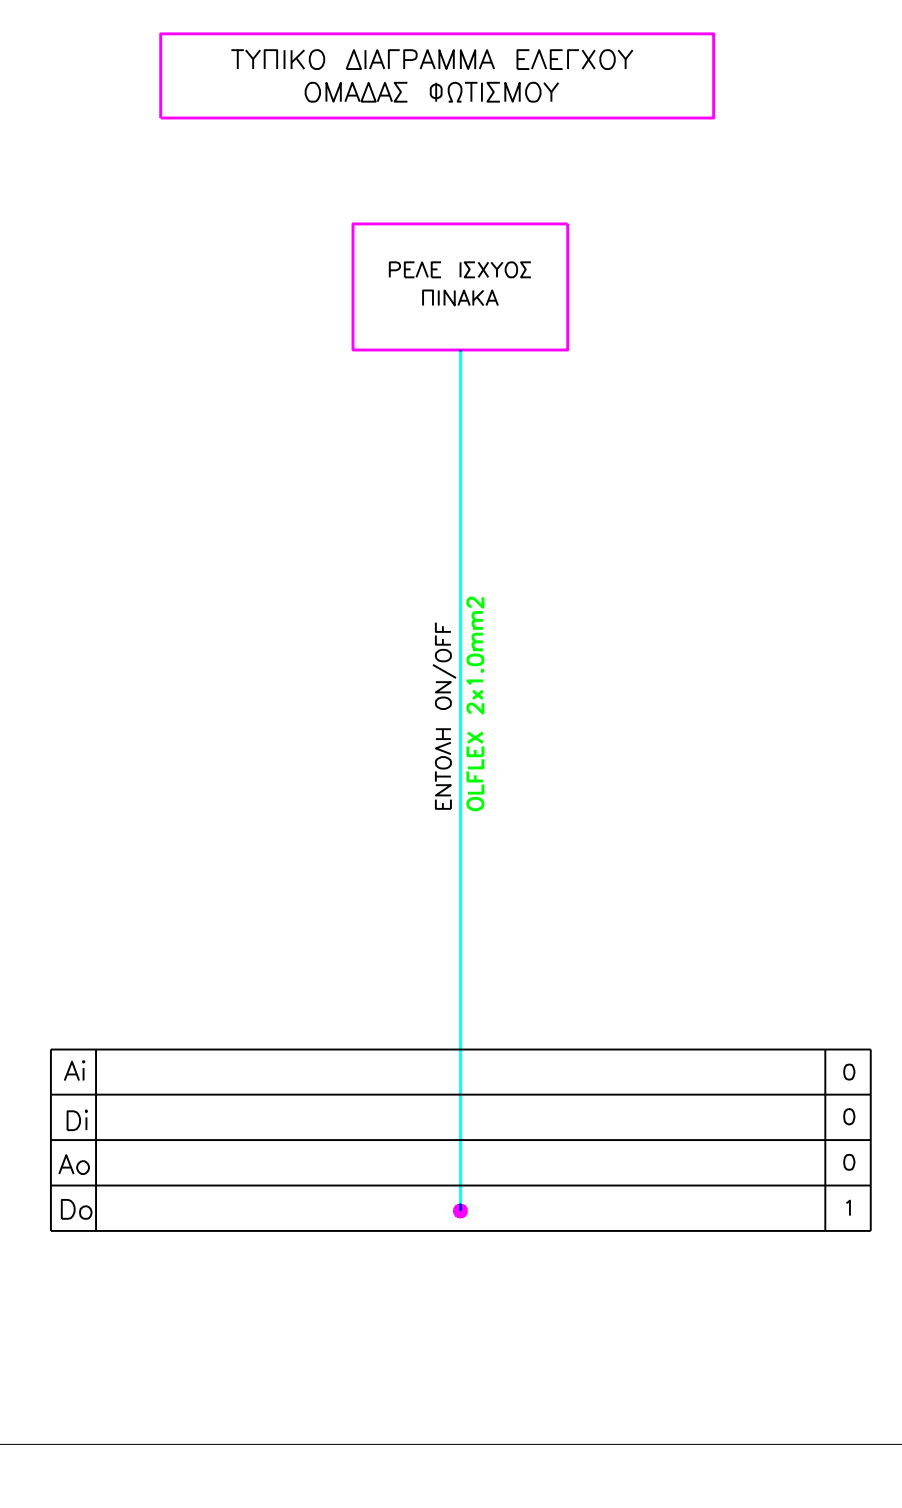 ΤΥΠΙΚΟ ΔΙΑΓΡΑΜΜΑ ΕΛΕΓΧΟΥ
ΟΜΑΔΑΣ ΦΩΤΙΣΜΟΥ
ΡΕΛΕ ΙΣΧΥΟΣ
ΠΙΝΑΚΑ
ΕΝΤΟΛΗ ON/OFF
OLFLEX 2x1.0mm2
Ai 0
Di 0
Ao 0
Do 1